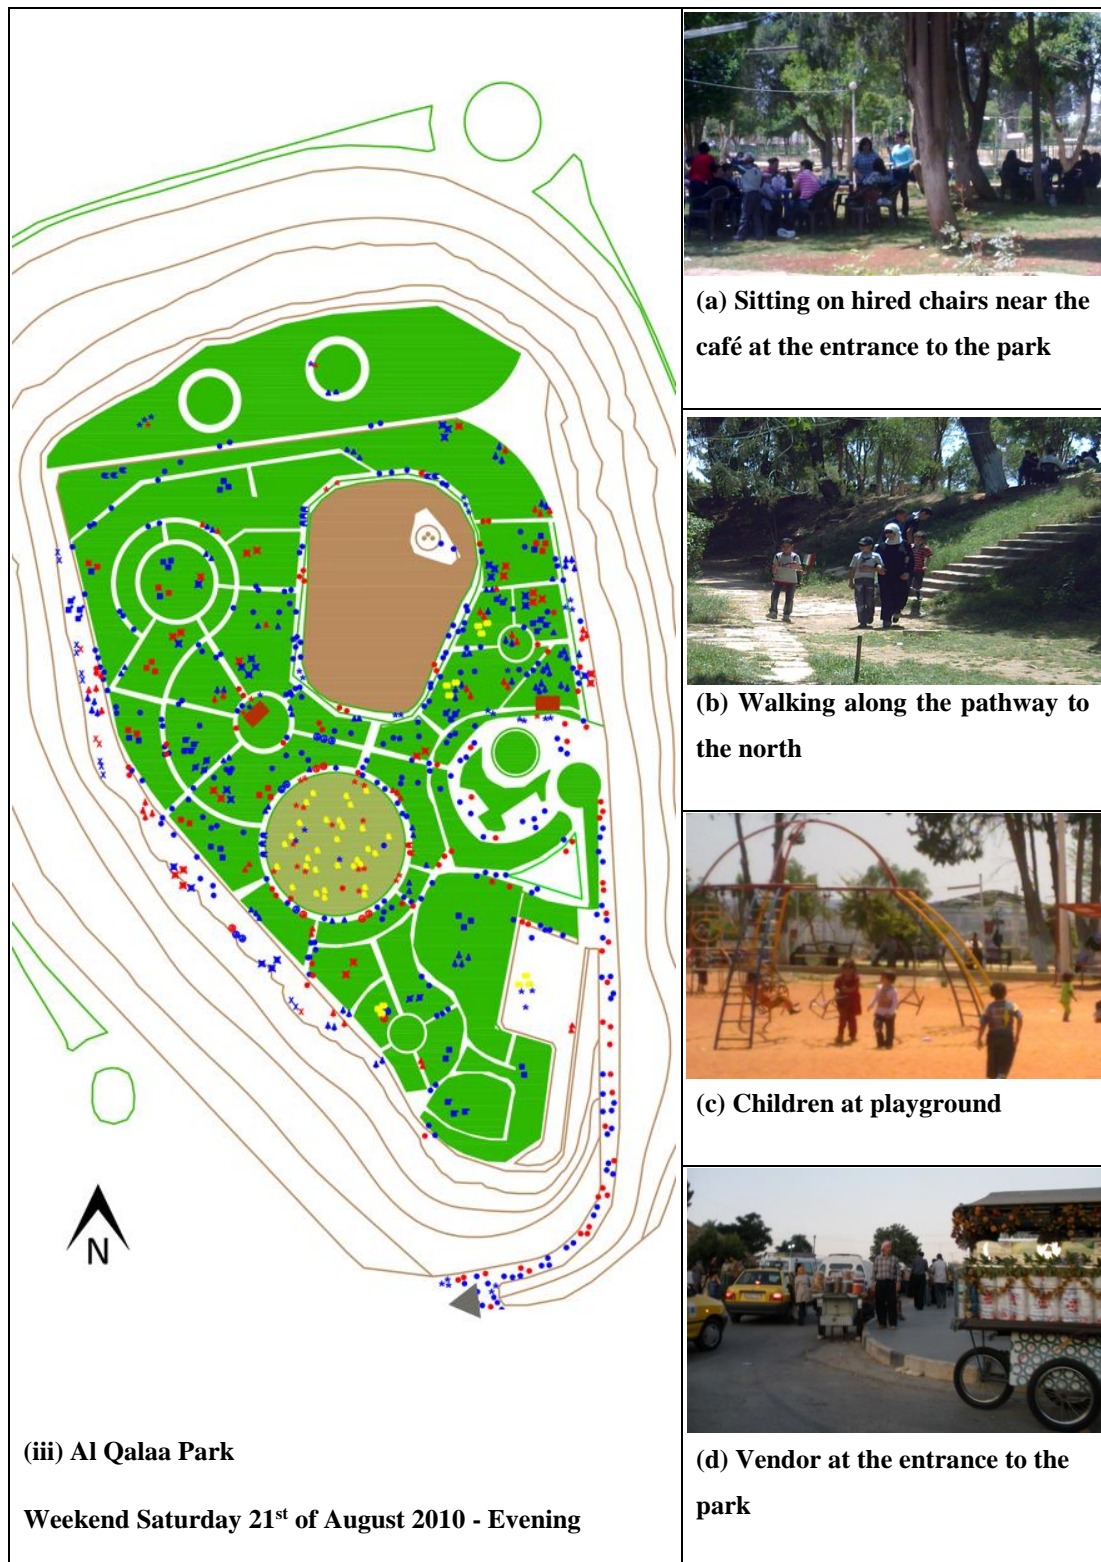 (a) Sitting on hired chairs near the
café at the entrance to the park
(b) Walking along the pathway to
the north
(c) Children at playground
N
(iii) Al Qalaa Park
Weekend Saturday 21st of August 2010 - Evening
(d) Vendor at the entrance to the
park